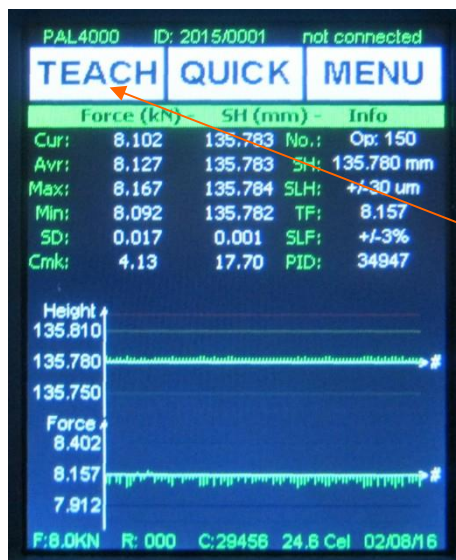 PAL4000 ID: 2015/0001 not connected
TEACH QUICK MENU
Force (kN) - SH (mm) - Info
Cur: 8.102 135.783 No.: Op: 150
Avr: 8.127 135.783 SH: 135.780 mm
Max: 8.167 135.784 SLH: +/-30 um
Min: 8.092 135.782 TF: 8.157
SD: 0.017 0.001 SLF: +/-3%
Cmk: 4.13 17.70 PID: 34947
Height
135.810
135.780 #
135.750
Force
8.402
8.157 #
7.912
F:8.0KN R: 000 C:29456 24.6 Cel 02/08/16